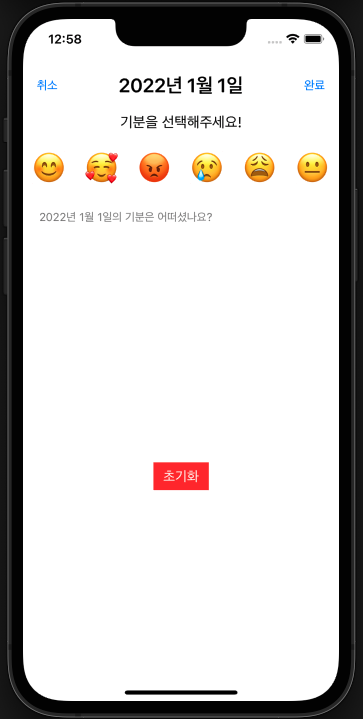 12:58
취소 2022년 1월 1일 완료
기분을 선택해주세요!
2022년 1월 1일의 기분은 어떠셨나요?
초기화